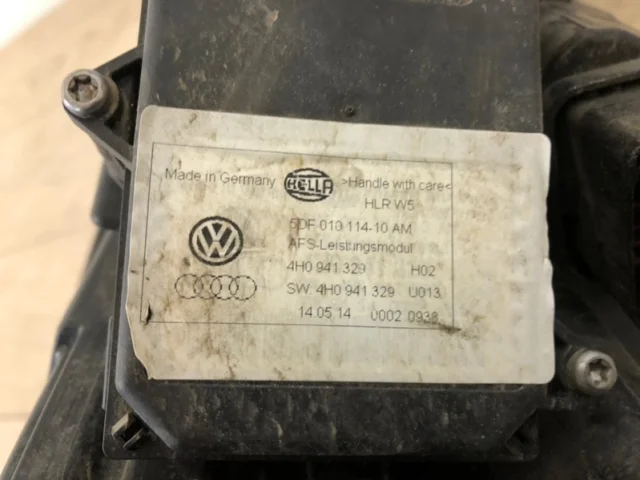 Made in Germany HELLA >Handle with care<
HLR W5
5DF 010 114-10 AM
AFS-Leistungsmodul
4H0 941 329 H02
SW: 4H0 941 329 U013
14 05 14 0002 0938